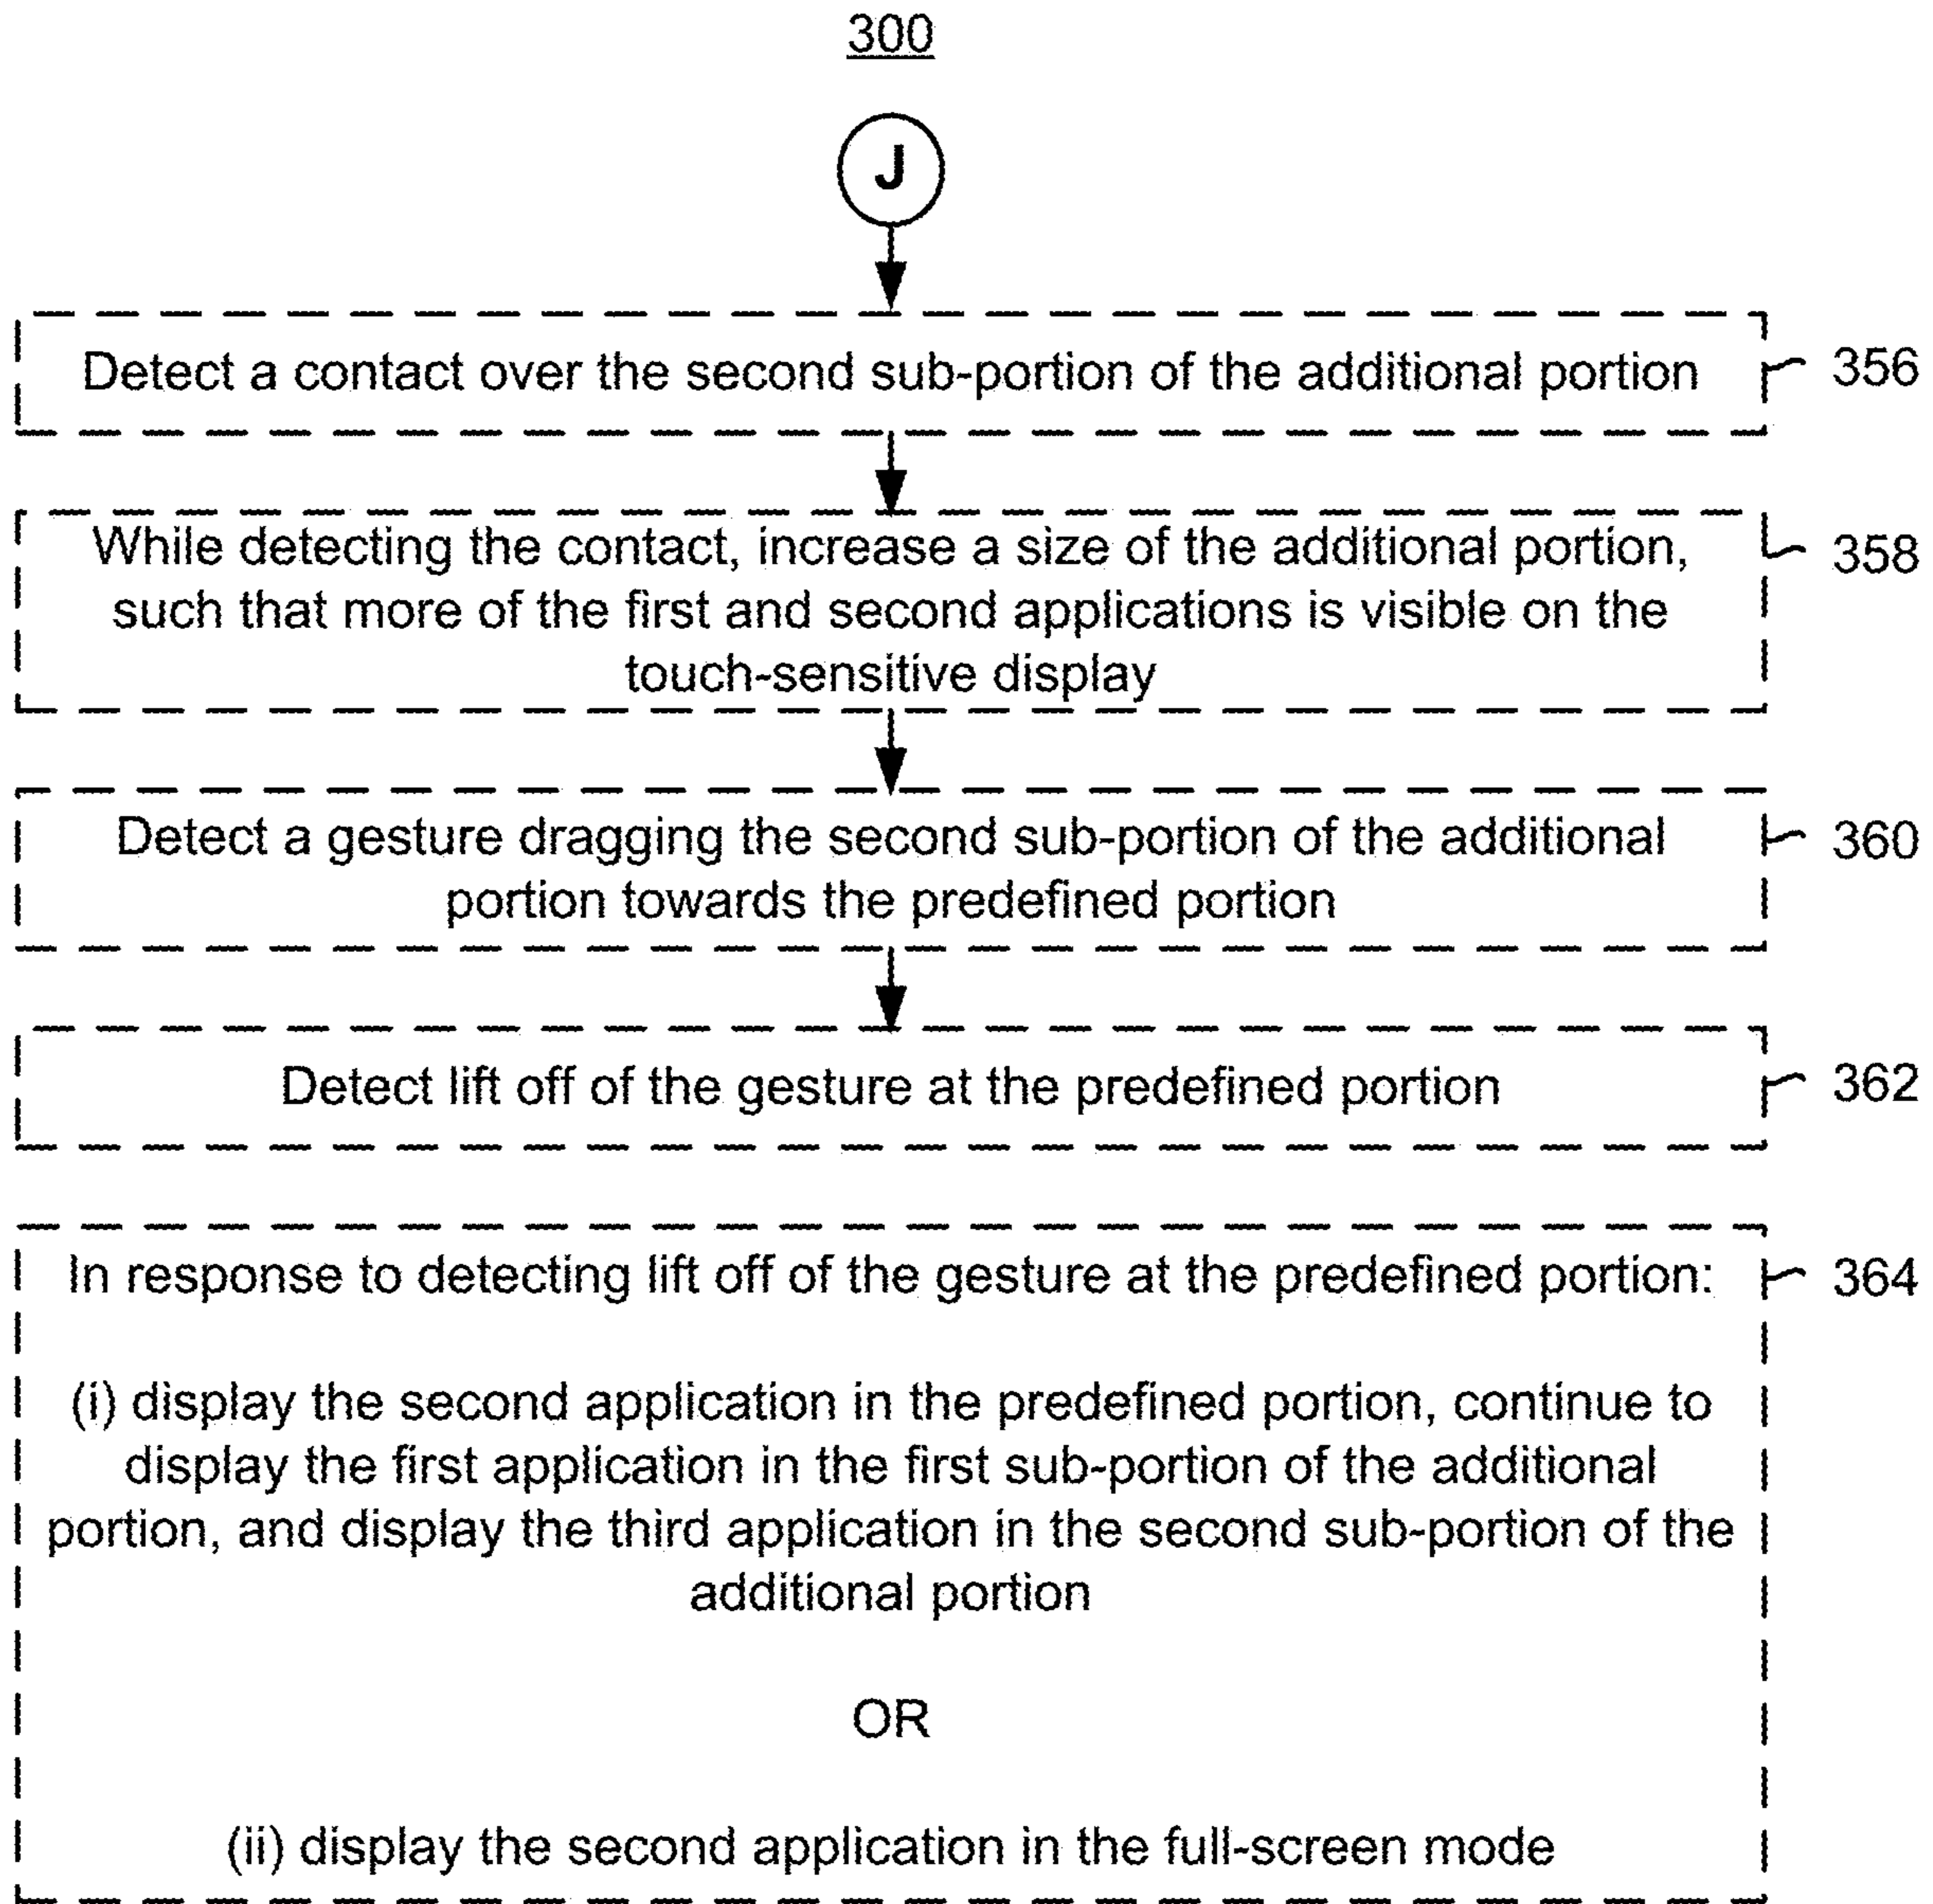 300
J
Detect a contact over the second sub-portion of the additional portion
356
While detecting the contact, increase a size of the additional portion,
such that more of the first and second applications is visible on the
touch-sensitive display
358
Detect a gesture dragging the second sub-portion of the additional
portion towards the predefined portion
360
Detect lift off of the gesture at the predefined portion
362
In response to detecting lift off of the gesture at the predefined portion:
364
(i) display the second application in the predefined portion, continue to
display the first application in the first sub-portion of the additional
portion, and display the third application in the second sub-portion of the
additional portion
OR
(ii) display the second application in the full-screen mode